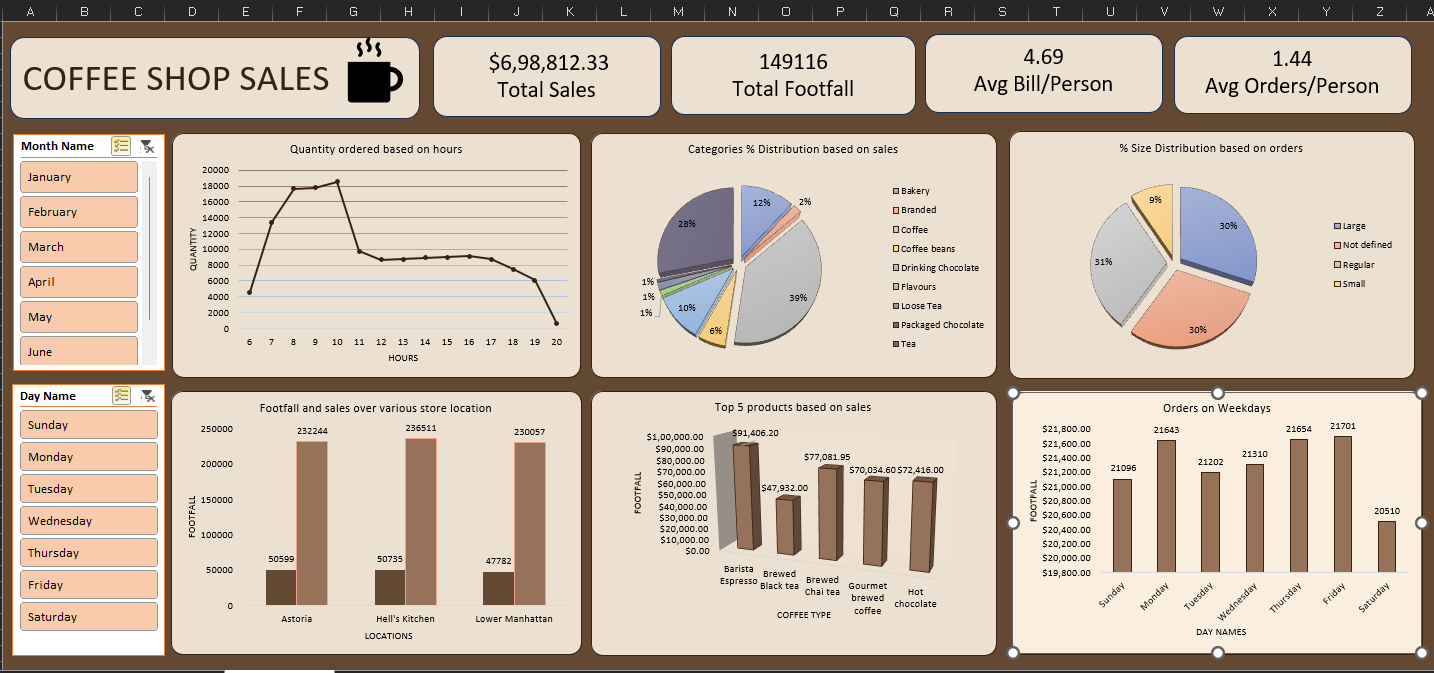 A B C D E F G H I J K L M N O P Q R S T U V W X Y Z A
COFFEE SHOP SALES
$6,98,812.33
Total Sales
149116
Total Footfall
4.69
Avg Bill/Person
1.44
Avg Orders/Person
Month Name
January
February
March
April
May
June
Quantity ordered based on hours
QUANTITY
20000
18000
16000
14000
12000
10000
8000
6000
4000
2000
0
6 7 8 9 10 11 12 13 14 15 16 17 18 19 20
HOURS
Categories % Distribution based on sales
12%
2%
39%
6%
10%
1%
1%
1%
28%
Bakery
Branded
Coffee
Coffee beans
Drinking Chocolate
Flavours
Loose Tea
Packaged Chocolate
Tea
% Size Distribution based on orders
30%
30%
31%
9%
Large
Not defined
Regular
Small
Day Name
Sunday
Monday
Tuesday
Wednesday
Thursday
Friday
Saturday
Footfall and sales over various store location
FOOTFALL
250000
200000
150000
100000
50000
0
50599
232244
50735
236511
47782
230057
Astoria
Hell's Kitchen
Lower Manhattan
LOCATIONS
Top 5 products based on sales
FOOTFALL
$1,00,000.00
$90,000.00
$80,000.00
$70,000.00
$60,000.00
$50,000.00
$40,000.00
$30,000.00
$20,000.00
$10,000.00
$0.00
$91,406.20
$47,932.00
$77,081.95
$70,034.60
$72,416.00
Barista
Espresso
Brewed
Black tea
Brewed
Chai tea
Gourmet
brewed
coffee
Hot
chocolate
COFFEE TYPE
Orders on Weekdays
FOOTFALL
$21,800.00
$21,600.00
$21,400.00
$21,200.00
$21,000.00
$20,800.00
$20,600.00
$20,400.00
$20,200.00
$20,000.00
$19,800.00
21096
21643
21202
21310
21654
21701
20510
Sunday
Monday
Tuesday
Wednesday
Thursday
Friday
Saturday
DAY NAMES